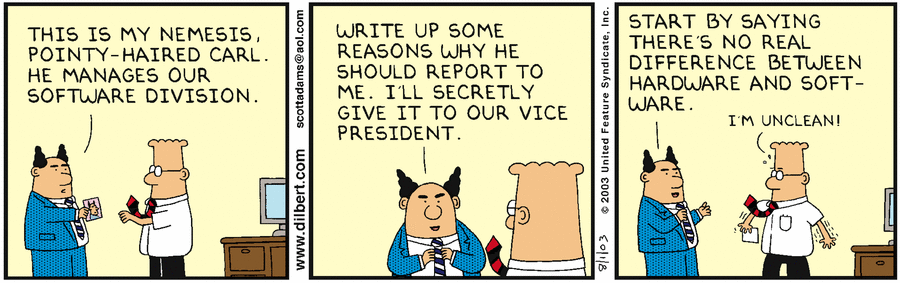 THIS IS MY NEMESIS,
POINTY-HAIRED CARL.
HE MANAGES OUR
SOFTWARE DIVISION.
www.dilbert.com scottadams@aol.com
WRITE UP SOME
REASONS WHY HE
SHOULD REPORT TO
ME. I'LL SECRETLY
GIVE IT TO OUR VICE
PRESIDENT.
8/1/03 © 2003 United Feature Syndicate, Inc.
START BY SAYING
THERE'S NO REAL
DIFFERENCE BETWEEN
HARDWARE AND SOFT-
WARE.
I'M UNCLEAN!